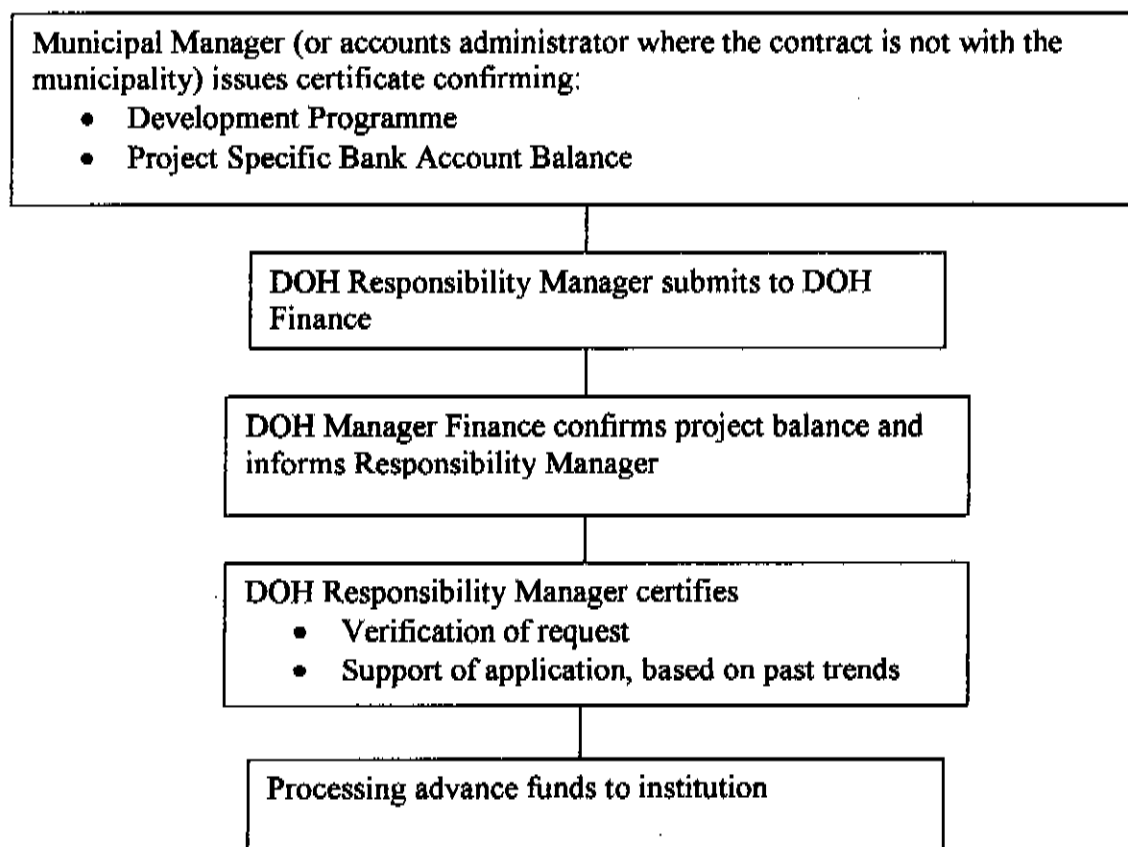 Municipal Manager (or accounts administrator where the contract is not with the
municipality) issues certificate confirming:
• Development Programme
• Project Specific Bank Account Balance
DOH Responsibility Manager submits to DOH
Finance
DOH Manager Finance confirms project balance and
informs Responsibility Manager
DOH Responsibility Manager certifies
• Verification of request
• Support of application, based on past trends
Processing advance funds to institution